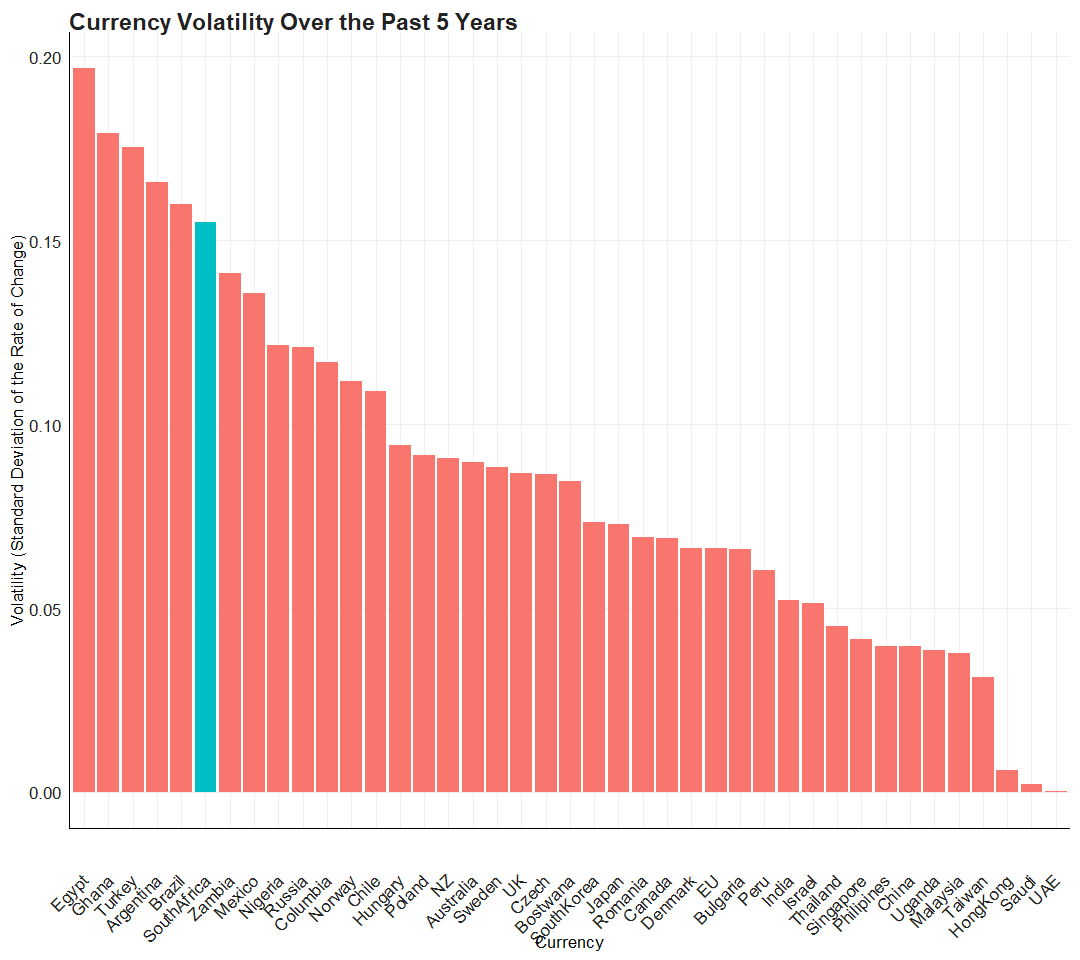 Currency Volatility Over the Past 5 Years
Volatility (Standard Deviation of the Rate of Change)
0.20
0.15
0.10
0.05
0.00
Egypt
Ghana
Turkey
Argentina
Brazil
SouthAfrica
Zambia
Mexico
Nigeria
Russia
Columbia
Norway
Chile
Hungary
Poland
NZ
Australia
Sweden
UK
Czech
Bostwana
SouthKorea
Japan
Romania
Canada
Denmark
EU
Bulgaria
Peru
India
Israel
Thailand
Singapore
Philipines
China
Uganda
Malaysia
Taiwan
HongKong
Saudi
UAE
Currency